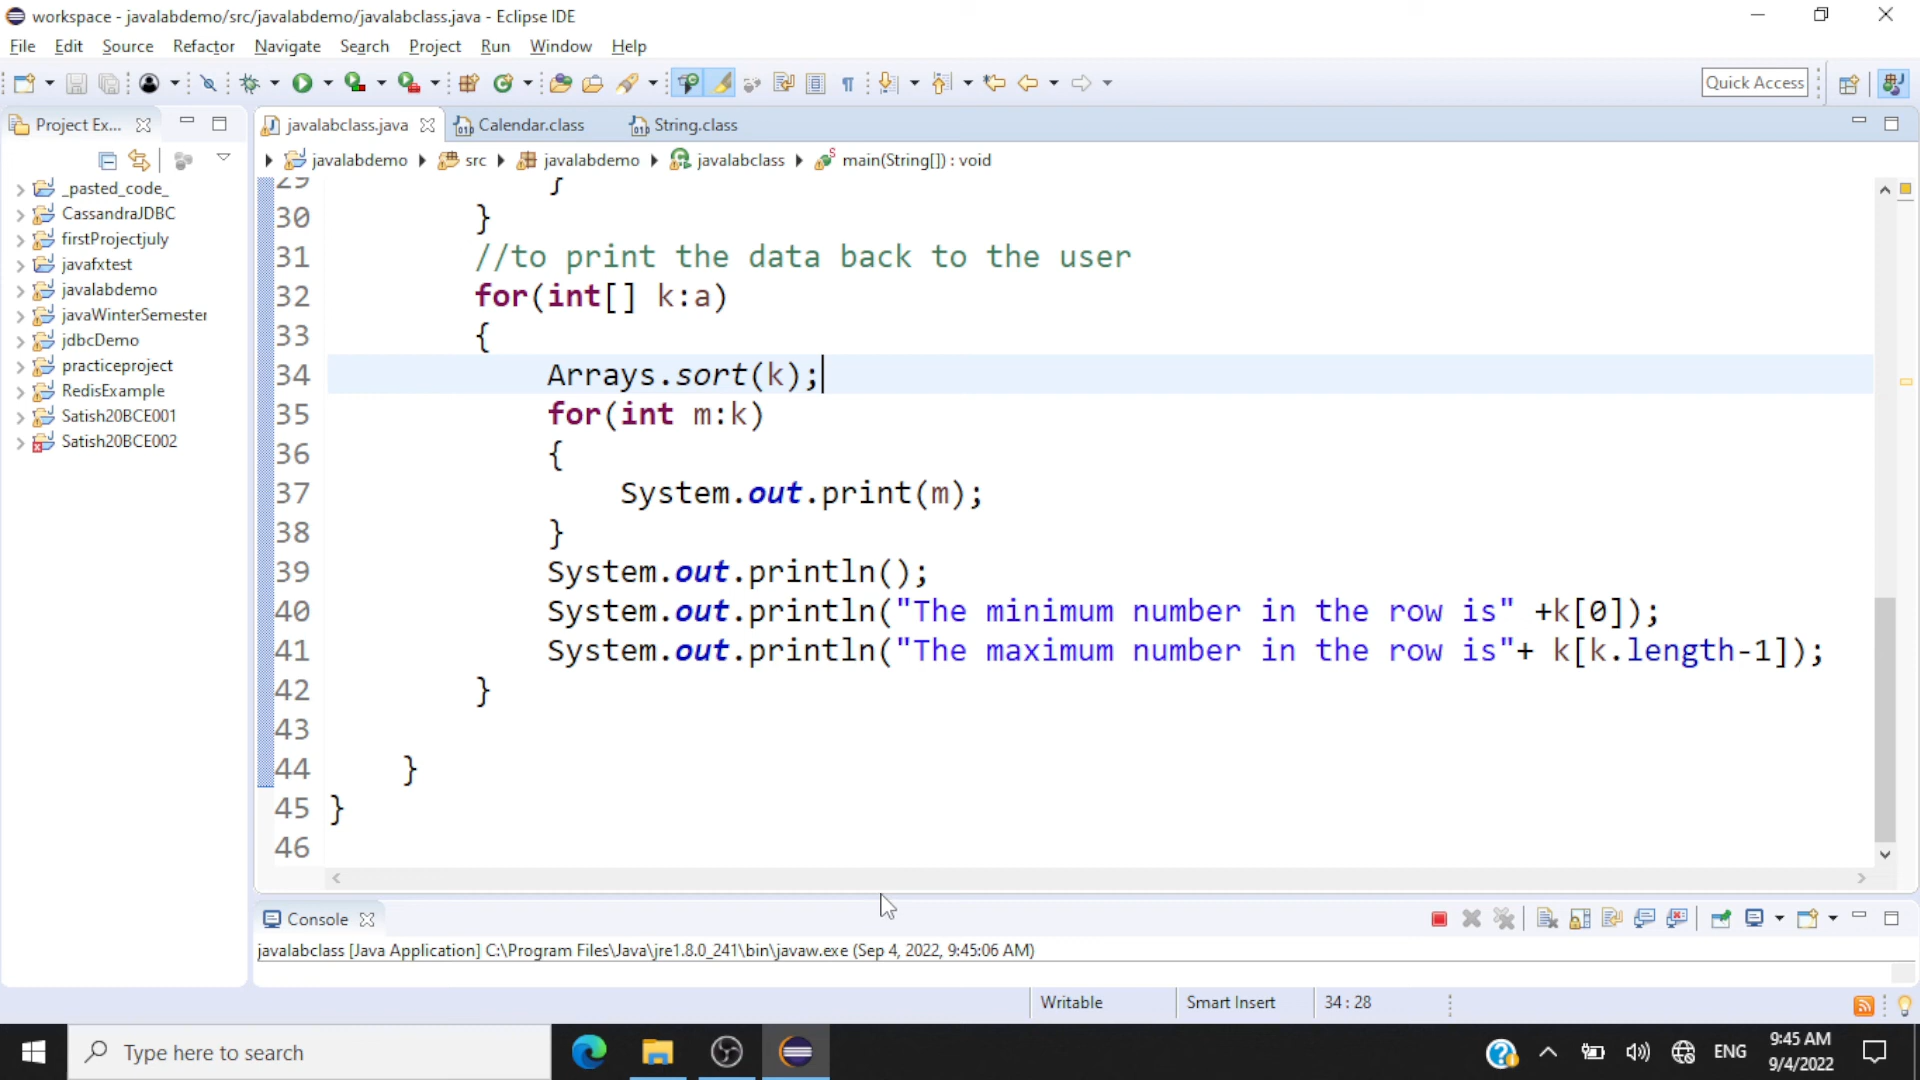 workspace - javalabdemo/src/javalabdemo/javalabclass.java - Eclipse IDE
File Edit Source Refactor Navigate Search Project Run Window Help
Quick Access
Project Ex...
javalabclass.java Calendar.class String.class
javalabdemo src javalabdemo javalabclass main(String[]) : void
_pasted_code_
CassandraJDBC
firstProjectjuly
javafxtest
javalabdemo
javaWinterSemester
jdbcDemo
practiceproject
RedisExample
Satish20BCE001
Satish20BCE002
29 }
30 }
31 //to print the data back to the user
32 for(int[] k:a)
33 {
34 Arrays.sort(k);
35 for(int m:k)
36 {
37 System.out.print(m);
38 }
39 System.out.println();
40 System.out.println("The minimum number in the row is" +k[0]);
41 System.out.println("The maximum number in the row is"+ k[k.length-1]);
42 }
43
44 }
45 }
46
Console
javalabclass [Java Application] C:\Program Files\Java\jre1.8.0_241\bin\javaw.exe (Sep 4, 2022, 9:45:06 AM)
Writable Smart Insert 34 : 28
Type here to search
ENG
9:45 AM
9/4/2022